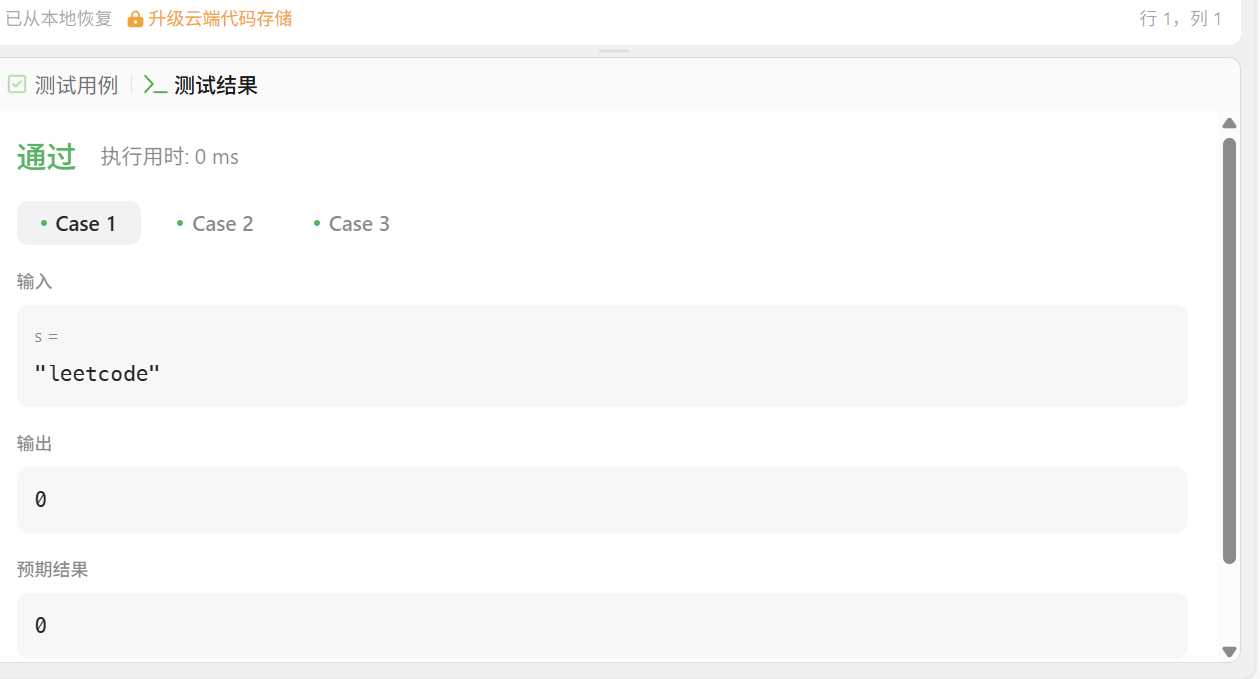 已从本地恢复 升级云端代码存储 行 1，列 1
测试用例 测试结果
通过 执行用时: 0 ms
Case 1 Case 2 Case 3
输入
s =
"leetcode"
输出
0
预期结果
0